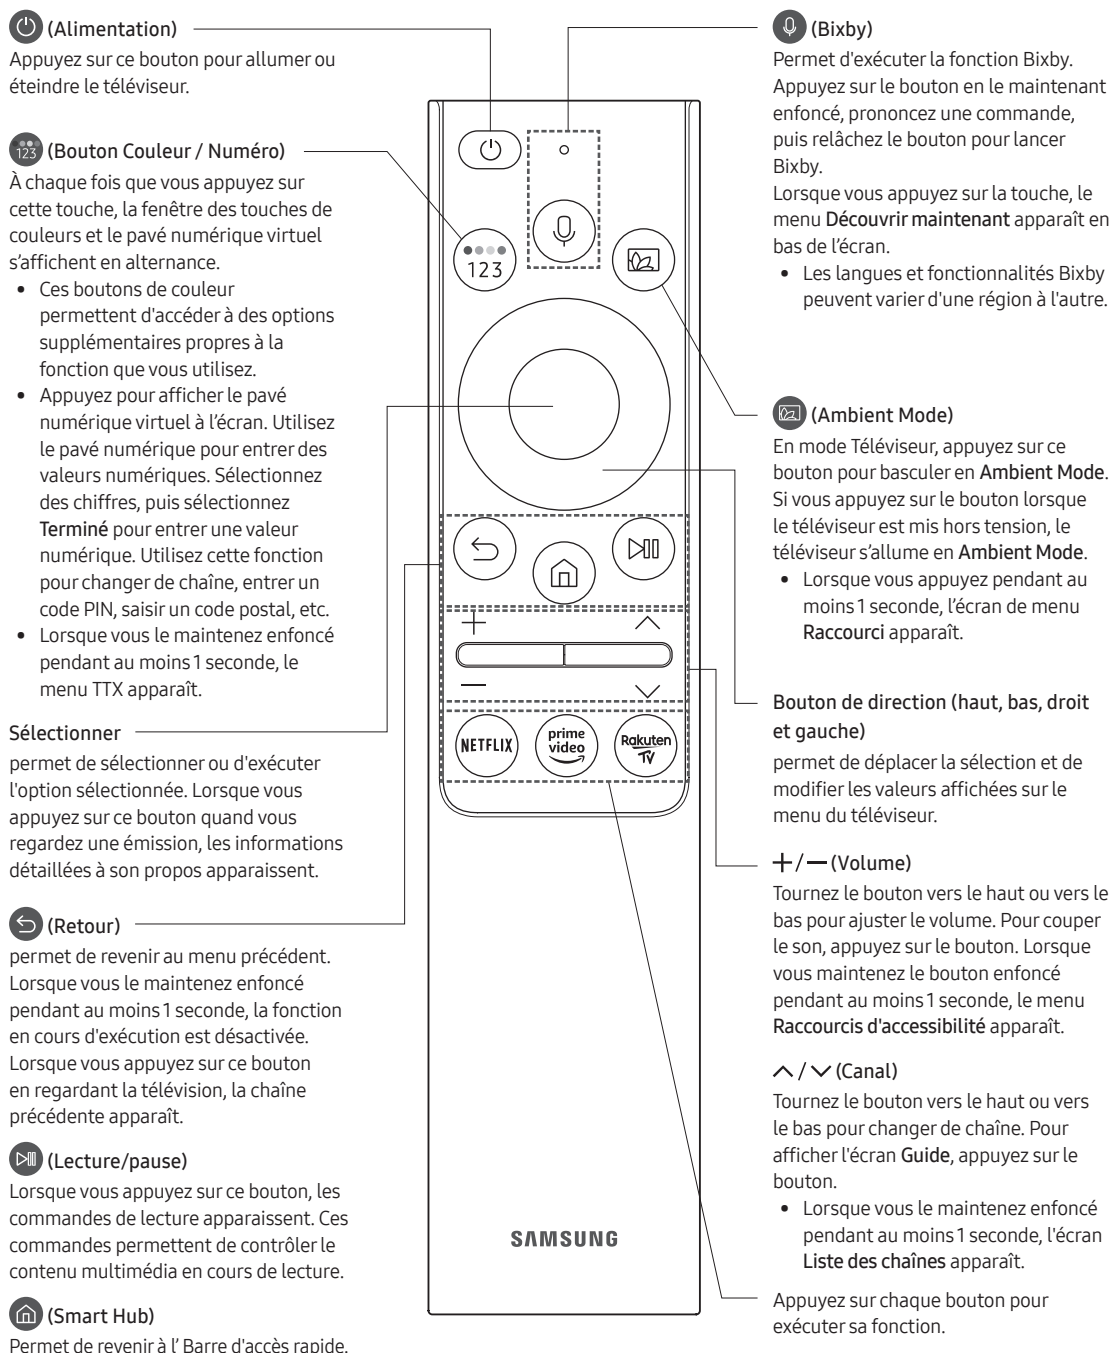 (Alimentation)
Appuyez sur ce bouton pour allumer ou
éteindre le téléviseur.
123 (Bouton Couleur / Numéro)
À chaque fois que vous appuyez sur
cette touche, la fenêtre des touches de
couleurs et le pavé numérique virtuel
s’affichent en alternance.
• Ces boutons de couleur
permettent d'accéder à des options
supplémentaires propres à la
fonction que vous utilisez.
• Appuyez pour afficher le pavé
numérique virtuel à l’écran. Utilisez
le pavé numérique pour entrer des
valeurs numériques. Sélectionnez
des chiffres, puis sélectionnez
Terminé pour entrer une valeur
numérique. Utilisez cette fonction
pour changer de chaîne, entrer un
code PIN, saisir un code postal, etc.
• Lorsque vous le maintenez enfoncé
pendant au moins 1 seconde, le
menu TTX apparaît.
Sélectionner
permet de sélectionner ou d'exécuter
l'option sélectionnée. Lorsque vous
appuyez sur ce bouton quand vous
regardez une émission, les informations
détaillées à son propos apparaissent.
(Retour)
permet de revenir au menu précédent.
Lorsque vous le maintenez enfoncé
pendant au moins 1 seconde, la fonction
en cours d'exécution est désactivée.
Lorsque vous appuyez sur ce bouton
en regardant la télévision, la chaîne
précédente apparaît.
(Lecture/pause)
Lorsque vous appuyez sur ce bouton, les
commandes de lecture apparaissent. Ces
commandes permettent de contrôler le
contenu multimédia en cours de lecture.
(Smart Hub)
Permet de revenir à l’ Barre d'accès rapide.
123
NETFLIX
prime
video
Rakuten
TV
SAMSUNG
(Bixby)
Permet d'exécuter la fonction Bixby.
Appuyez sur le bouton en le maintenant
enfoncé, prononcez une commande,
puis relâchez le bouton pour lancer
Bixby.
Lorsque vous appuyez sur la touche, le
menu Découvrir maintenant apparaît en
bas de l’écran.
• Les langues et fonctionnalités Bixby
peuvent varier d'une région à l'autre.
(Ambient Mode)
En mode Téléviseur, appuyez sur ce
bouton pour basculer en Ambient Mode.
Si vous appuyez sur le bouton lorsque
le téléviseur est mis hors tension, le
téléviseur s’allume en Ambient Mode.
• Lorsque vous appuyez pendant au
moins 1 seconde, l’écran de menu
Raccourci apparaît.
Bouton de direction (haut, bas, droit
et gauche)
permet de déplacer la sélection et de
modifier les valeurs affichées sur le
menu du téléviseur.
+ / — (Volume)
Tournez le bouton vers le haut ou vers le
bas pour ajuster le volume. Pour couper
le son, appuyez sur le bouton. Lorsque
vous maintenez le bouton enfoncé
pendant au moins 1 seconde, le menu
Raccourcis d'accessibilité apparaît.
/ (Canal)
Tournez le bouton vers le haut ou vers
le bas pour changer de chaîne. Pour
afficher l'écran Guide, appuyez sur le
bouton.
• Lorsque vous le maintenez enfoncé
pendant au moins 1 seconde, l'écran
Liste des chaînes apparaît.
Appuyez sur chaque bouton pour
exécuter sa fonction.